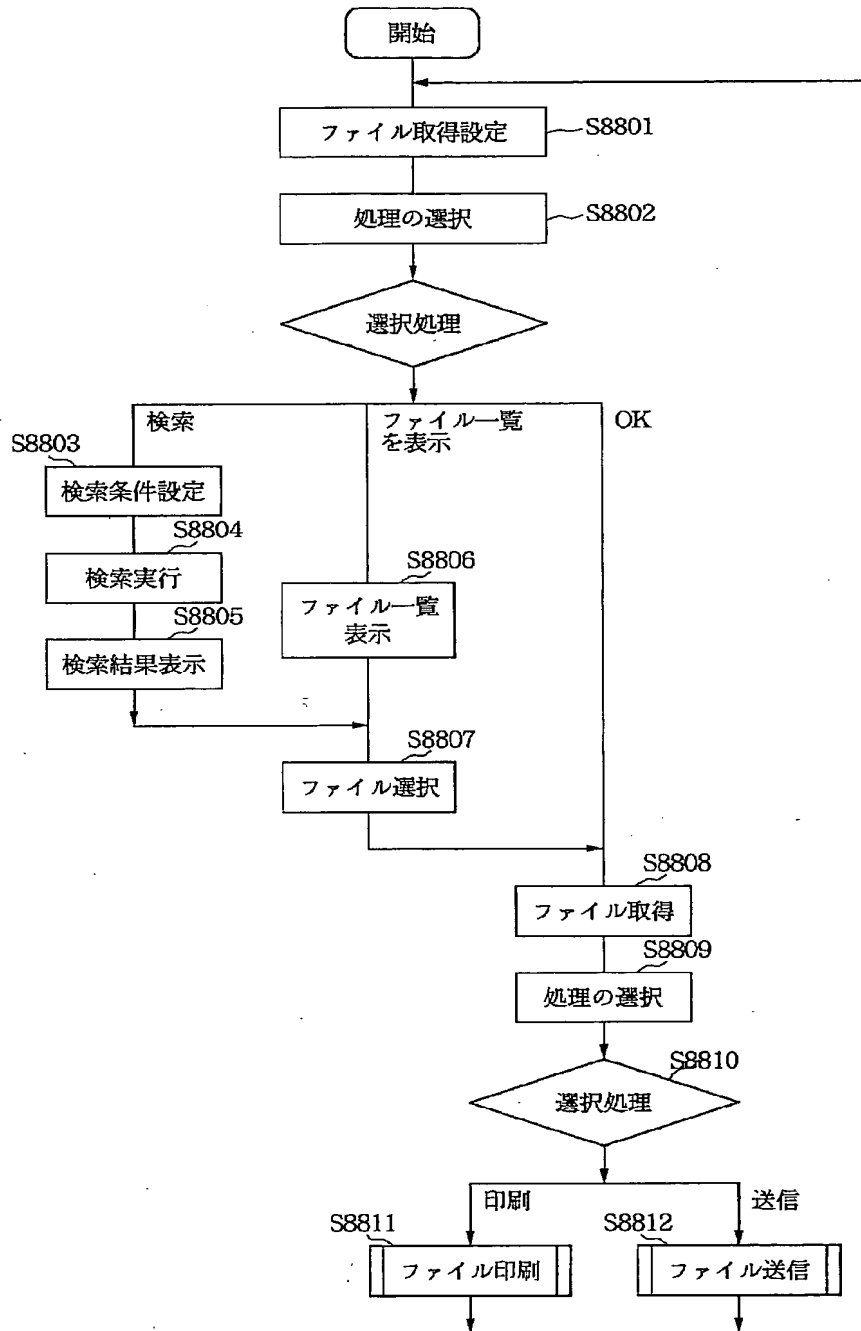 開始
ファイル取得設定
S8801
処理の選択
S8802
選択処理
検索
ファイル一覧
を表示
OK
S8803
検索条件設定
S8804
検索実行
S8805
検索結果表示
S8806
ファイル一覧
表示
S8807
ファイル選択
S8808
ファイル取得
S8809
処理の選択
S8810
選択処理
印刷
送信
S8811
ファイル印刷
S8812
ファイル送信